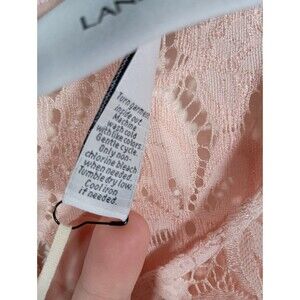 LAN
Turn garment
inside out.
Machine
wash cold
with like colors.
Gentle cycle.
Only non-
chlorine bleach
when needed.
Tumble dry low.
Cool iron
if needed.